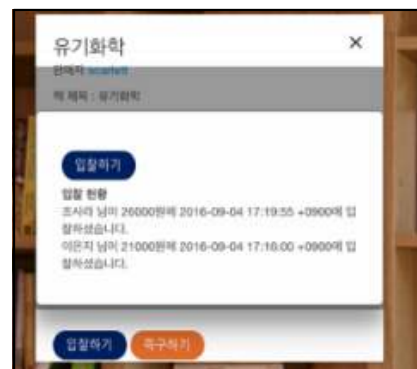 유기화학
×
판매자 scarlett
책 제목 : 유기화학
입찰하기
입찰 현황
조사라 님이 26000원에 2016-09-04 17:19:55 +0900에 입
찰하셨습니다.
이은지 님이 21000원에 2016-09-04 17:16:00 +0900에 입
찰하셨습니다.
입찰하기 즉구하기